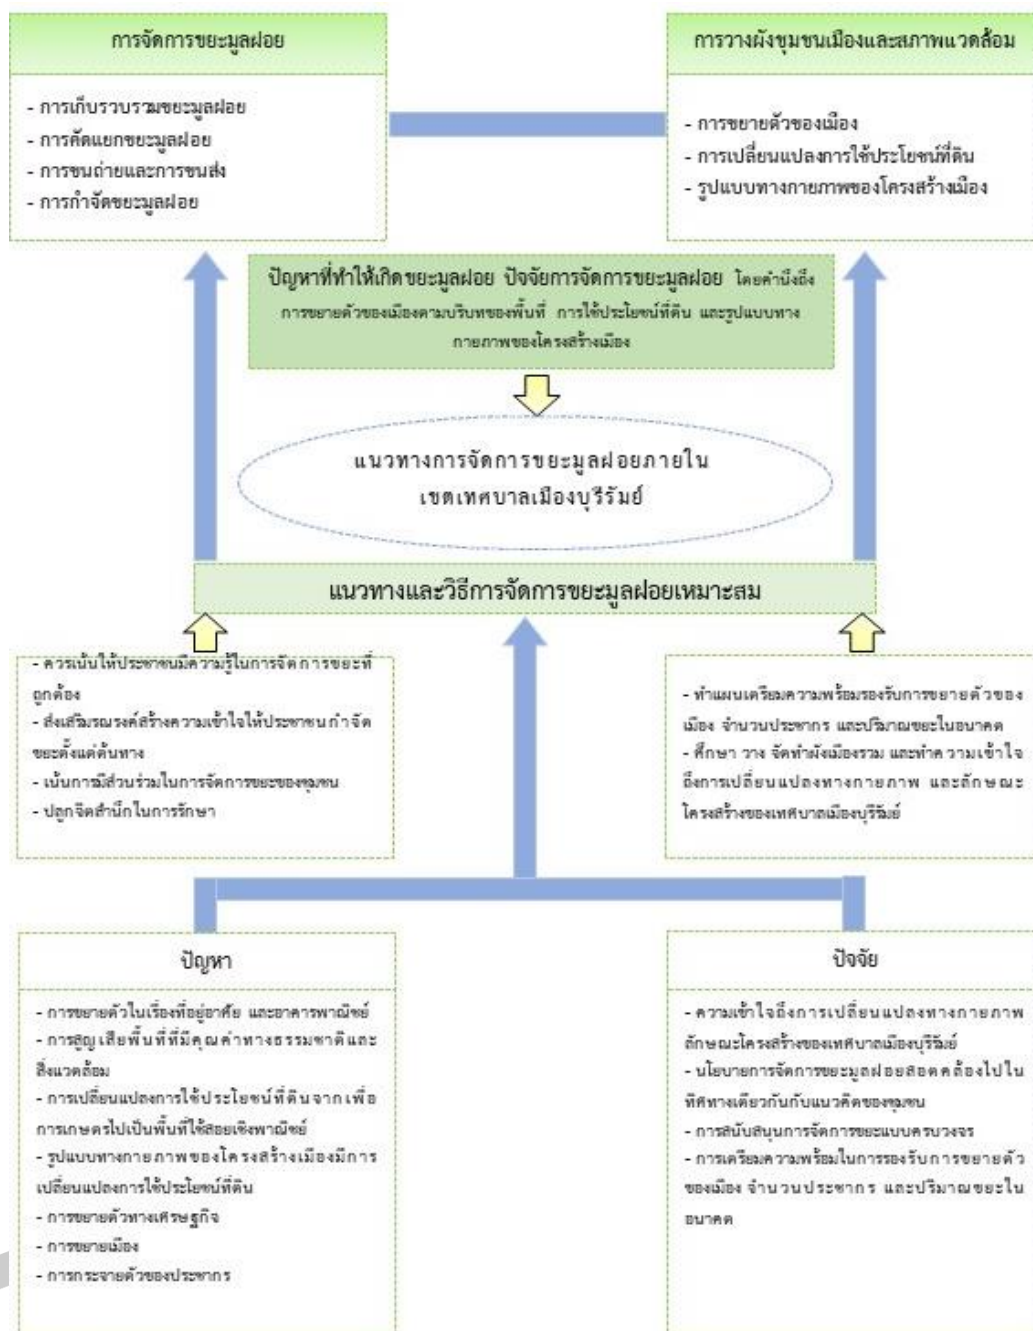 การจัดการขยะมูลฝอย
- การเก็บรวบรวมขยะมูลฝอย
- การคัดแยกขยะมูลฝอย
- การขนถ่ายและการขนส่ง
- การกำจัดขยะมูลฝอย
การวางผังชุมชนเมืองและสภาพแวดล้อม
- การขยายตัวของเมือง
- การเปลี่ยนแปลงการใช้ประโยชน์ที่ดิน
- รูปแบบทางกายภาพของโครงสร้างเมือง
ปัญหาที่ทำให้เกิดขยะมูลฝอย ปัจจัยการจัดการขยะมูลฝอย โดยคำนึงถึง
การขยายตัวของเมืองตามบริบทของพื้นที่ การใช้ประโยชน์ที่ดิน และรูปแบบทาง
กายภาพของโครงสร้างเมือง
แนวทางการจัดการขยะมูลฝอยภายใน
เขตเทศบาลเมืองบุรีรัมย์
แนวทางและวิธีการจัดการขยะมูลฝอยเหมาะสม
- ควรเน้นให้ประชาชนมีความรู้ในการจัดการขยะที่
ถูกต้อง
- ส่งเสริมรณรงค์สร้างความเข้าใจให้ประชาชนกำจัด
ขยะตั้งแต่ต้นทาง
- เน้นการมีส่วนร่วมในการจัดการขยะของชุมชน
- ปลูกจิตสำนึกในการรักษา
- ทำแผนเตรียมความพร้อมรองรับการขยายตัวของ
เมือง จำนวนประชากร และปริมาณขยะในอนาคต
- ศึกษา วาง จัดทำผังเมืองรวม และทำความเข้าใจ
ถึงการเปลี่ยนแปลงทางกายภาพ และลักษณะ
โครงสร้างของเทศบาลเมืองบุรีรัมย์
ปัญหา
- การขยายตัวในเรื่องที่อยู่อาศัย และอาคารพาณิชย์
- การสูญเสียพื้นที่ที่มีคุณค่าทางธรรมชาติและ
สิ่งแวดล้อม
- การเปลี่ยนแปลงการใช้ประโยชน์ที่ดินจากเพื่อ
การเกษตรไปเป็นพื้นที่ใช้สอยเชิงพาณิชย์
- รูปแบบทางกายภาพของโครงสร้างเมืองมีการ
เปลี่ยนแปลงการใช้ประโยชน์ที่ดิน
- การขยายตัวทางเศรษฐกิจ
- การขยายเมือง
- การกระจายตัวของประชากร
ปัจจัย
- ความเข้าใจถึงการเปลี่ยนแปลงทางกายภาพ
ลักษณะโครงสร้างของเทศบาลเมืองบุรีรัมย์
- นโยบายการจัดการขยะมูลฝอยสอดคล้องไปใน
ทิศทางเดียวกันกับแนวคิดของชุมชน
- การสนับสนุนการจัดการขยะแบบครบวงจร
- การเตรียมความพร้อมในการรองรับการขยายตัว
ของเมือง จำนวนประชากร และปริมาณขยะใน
อนาคต